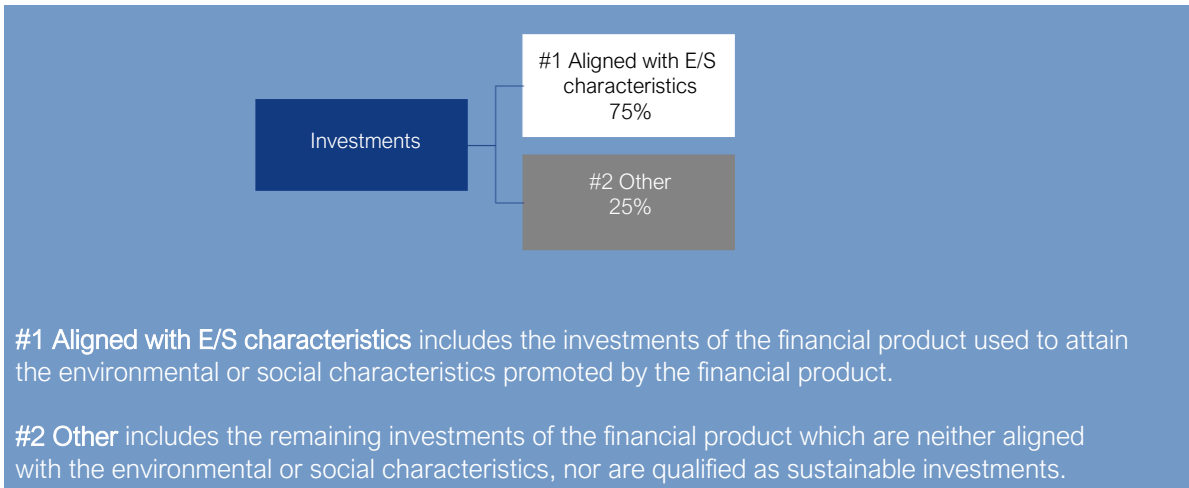 #1 Aligned with E/S
characteristics
75%
Investments
#2 Other
25%
#1 Aligned with E/S characteristics includes the investments of the financial product used to attain
the environmental or social characteristics promoted by the financial product.
#2 Other includes the remaining investments of the financial product which are neither aligned
with the environmental or social characteristics, nor are qualified as sustainable investments.